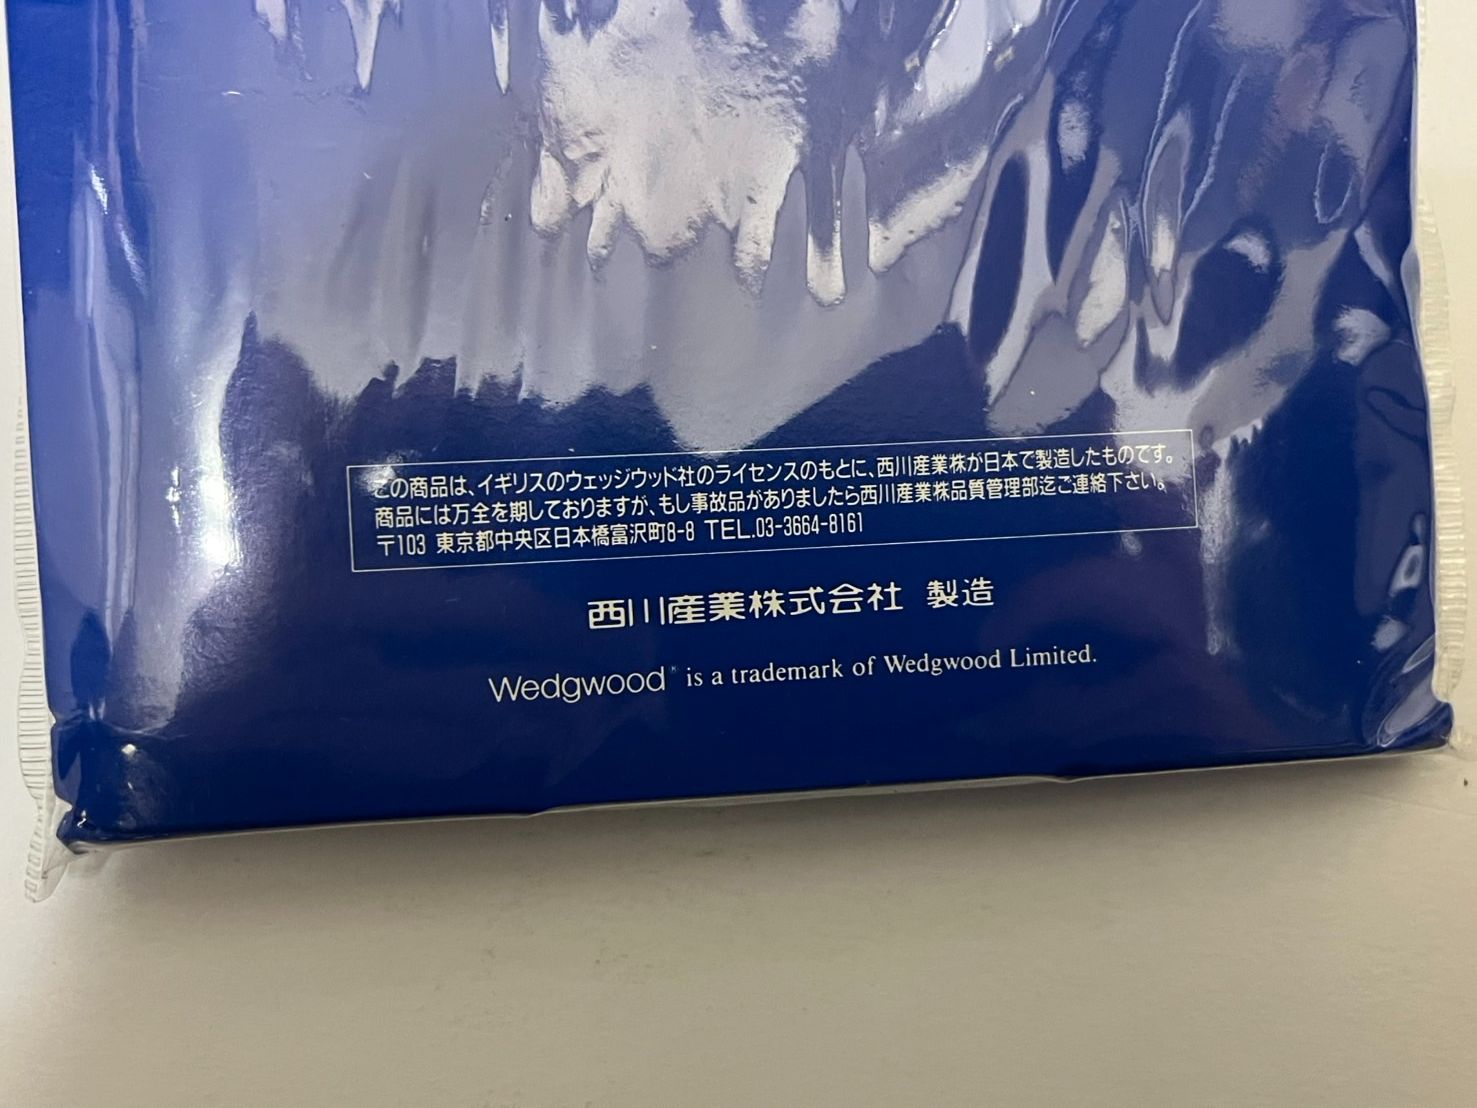 この商品は、イギリスのウェッジウッド社のライセンスのもとに、西川産業㈱が日本で製造したものです。
商品には万全を期しておりますが、もし事故品がありましたら西川産業㈱品質管理部迄ご連絡下さい。
〒103 東京都中央区日本橋富沢町8-8 TEL.03-3664-8161
西川産業株式会社 製造
Wedgwood® is a trademark of Wedgwood Limited.